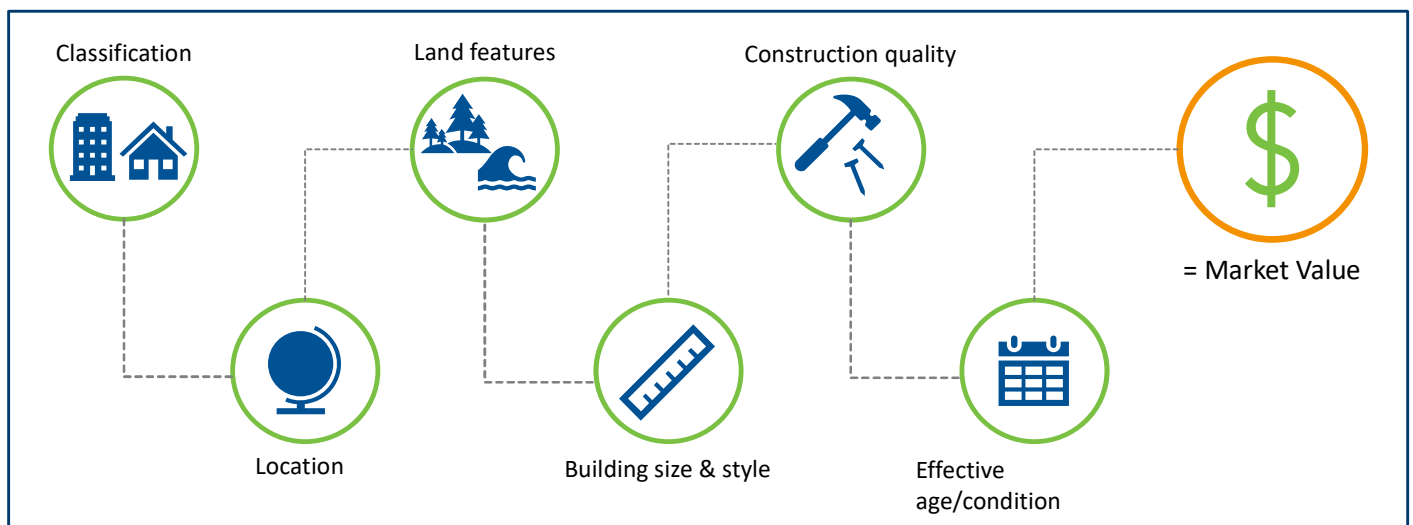 Classification
Land features
Construction quality
= Market Value
Location
Building size & style
Effective
age/condition